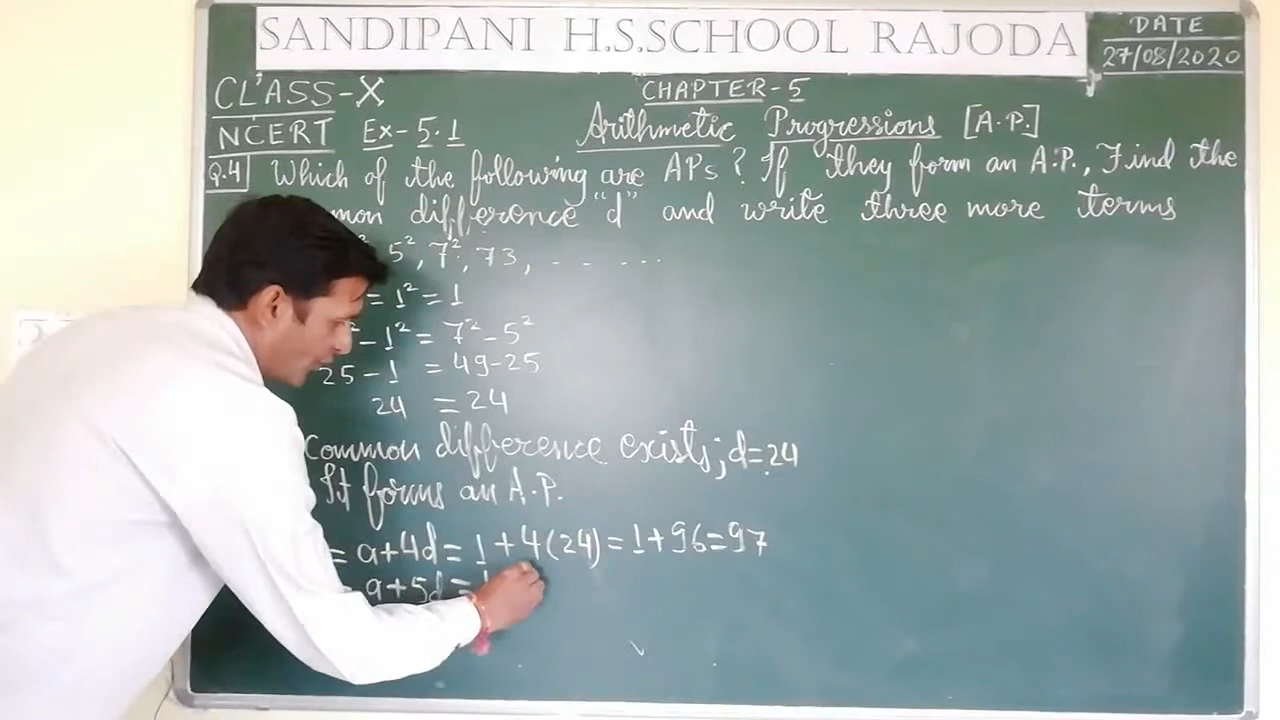 SANDIPANI H.S.SCHOOL RAJODA
DATE
27/08/2020
CLASS-X
CHAPTER-5
NCERT Ex-5.1
Arithmetic Progressions [A.P.]
Q.4 Which of the following are APs? If they form an A.P., Find the
difference "d" and write three more terms
5², 7², 73, - - - - -
= 1² = 1
- 1² = 7² - 5²
25 - 1 = 49-25
24 = 24
Common difference exists; d=24
It forms an A.P.
= a+4d = 1 + 4(24) = 1+96=97
a+5d =